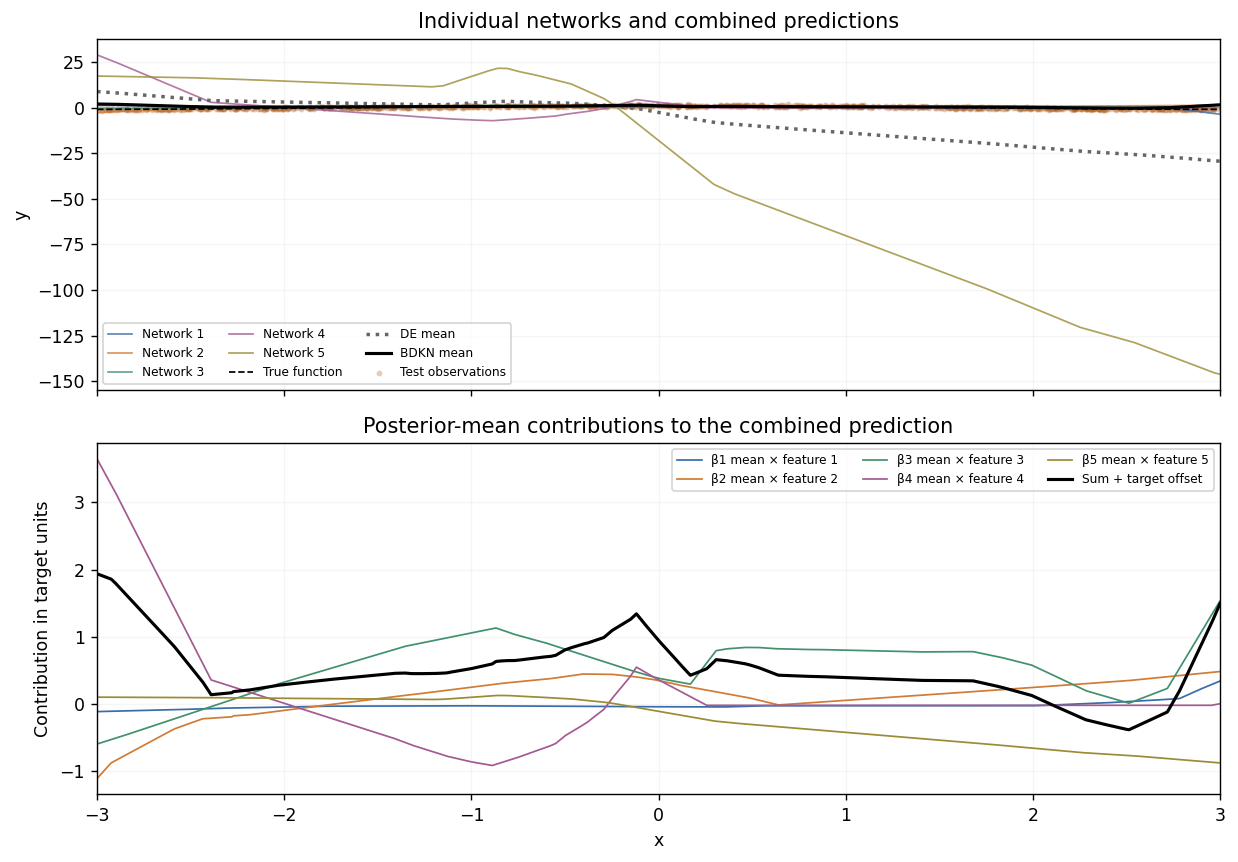 Individual networks and combined predictions
25
0
−25
−50
−75
−100
−125
−150
y
Network 1
Network 2
Network 3
Network 4
Network 5
True function
DE mean
BDKN mean
Test observations
Posterior-mean contributions to the combined prediction
3
2
1
0
−1
Contribution in target units
β1 mean × feature 1
β2 mean × feature 2
β3 mean × feature 3
β4 mean × feature 4
β5 mean × feature 5
Sum + target offset
−3 −2 −1 0 1 2 3
x